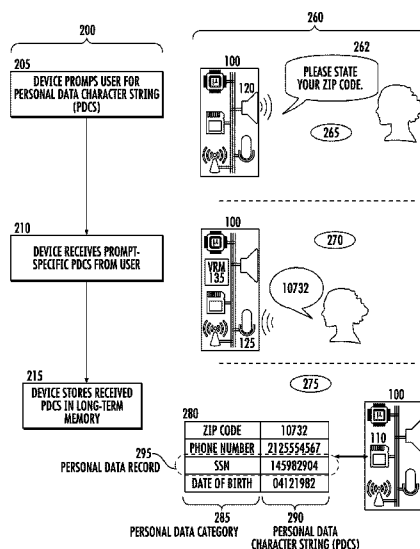 200
205
DEVICE PROMPS USER FOR
PERSONAL DATA CHARACTER STRING
(PDCS)
210
DEVICE RECEIVES PROMPT-
SPECIFIC PDCS FROM USER
215
DEVICE STORES RECEIVED
PDCS IN LONG-TERM
MEMORY
260
100
262
120
PLEASE STATE
YOUR ZIP CODE.
265
100
270
VRM
135
10732
125
275
100
280
ZIP CODE 10732
PHONE NUMBER 2125554567
SSN 145982904
DATE OF BIRTH 04121982
110
295
PERSONAL DATA RECORD
285
PERSONAL DATA CATEGORY
290
PERSONAL DATA
CHARACTER STRING (PDCS)